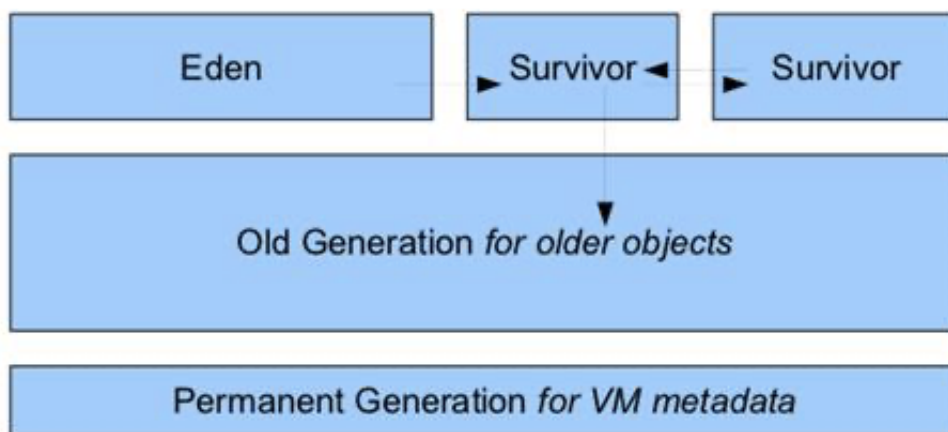 Eden
Survivor
Survivor
Old Generation for older objects
Permanent Generation for VM metadata